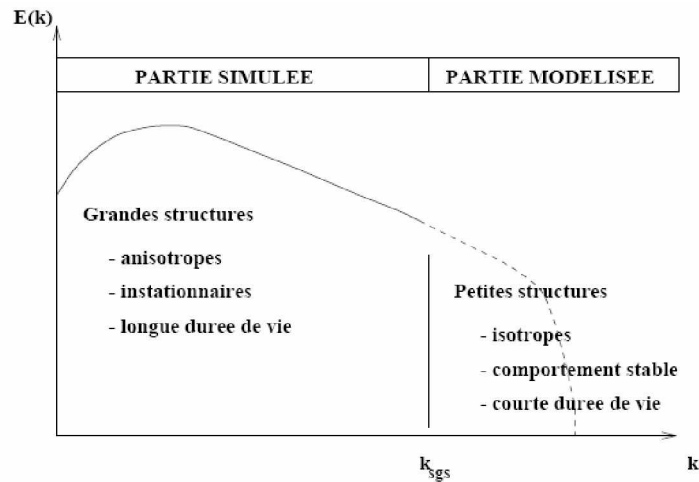 E(k)
PARTIE SIMULEE
PARTIE MODELISEE
Grandes structures
- anisotropes
- instationnaires
- longue duree de vie
Petites structures
- isotropes
- comportement stable
- courte duree de vie
k_sgs
k